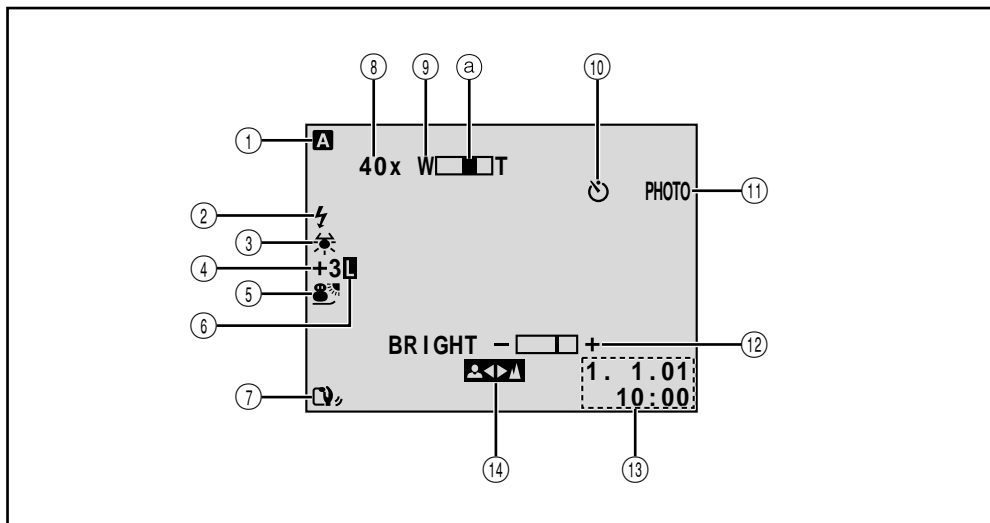 ⑧ ⑨ ⓐ ⑩
① A
40x W T
PHOTO ⑪
②
③
④ +3 L
⑤
⑥
BRIGHT − + ⑫
1. 1.01
10:00
⑦
⑭ ⑬